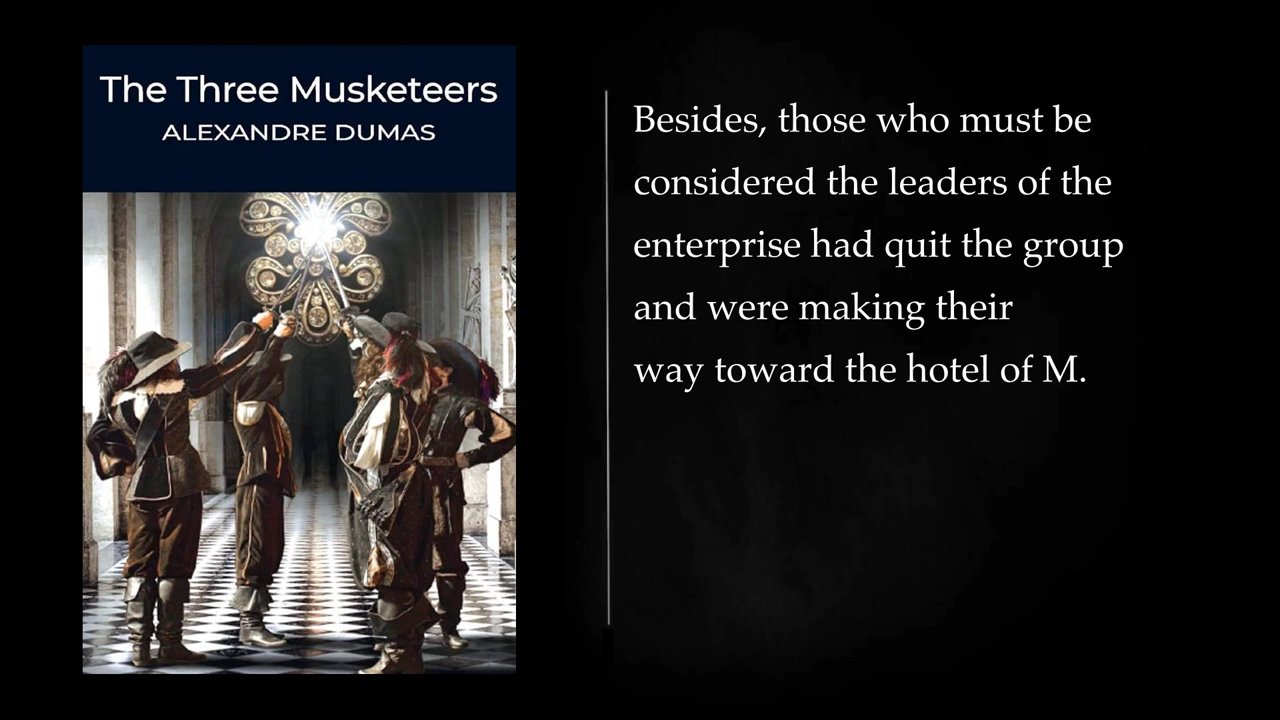 The Three Musketeers
ALEXANDRE DUMAS
Besides, those who must be
considered the leaders of the
enterprise had quit the group
and were making their
way toward the hotel of M.